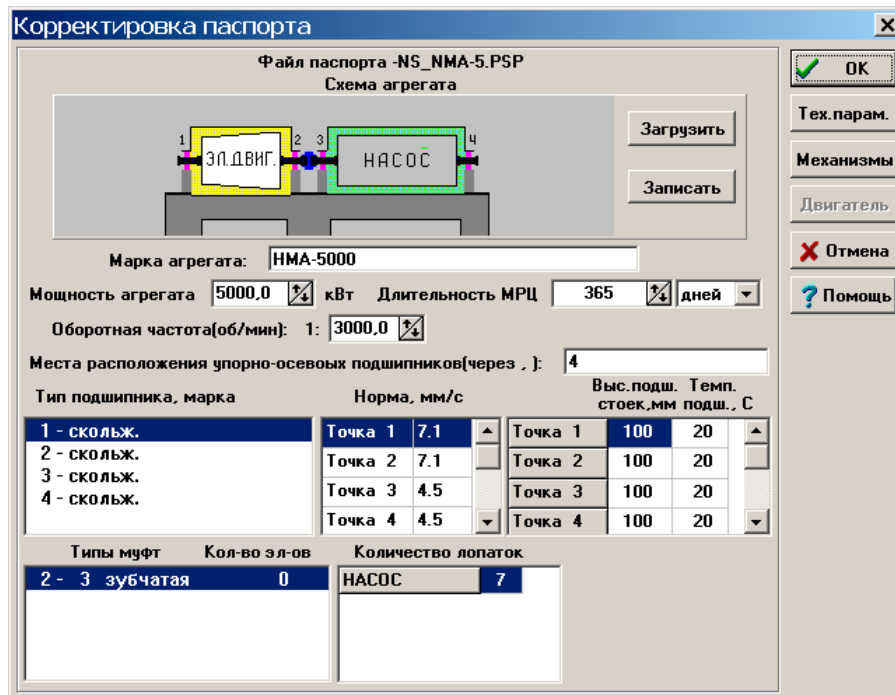 Корректировка паспорта
Файл паспорта -NS_NMA-5.PSP
Схема агрегата
1 2 3 4
ЭЛ.ДВИГ. НАСОС
Загрузить
Записать
OK
Тех.парам.
Механизмы
Двигатель
Отмена
Помощь
Марка агрегата: НМА-5000
Мощность агрегата 5000,0 кВт Длительность МРЦ 365 дней
Оборотная частота(об/мин): 1: 3000,0
Места расположения упорно-осевоых подшипников(через , ): 4
Тип подшипника, марка Норма, мм/с Выс.подш. Темп.
стоек,мм подш., С
1 - скольж. Точка 1 7.1 Точка 1 100 20
2 - скольж. Точка 2 7.1 Точка 2 100 20
3 - скольж. Точка 3 4.5 Точка 3 100 20
4 - скольж. Точка 4 4.5 Точка 4 100 20
Типы муфт Кол-во эл-ов Количество лопаток
2 - 3 зубчатая 0 НАСОС 7